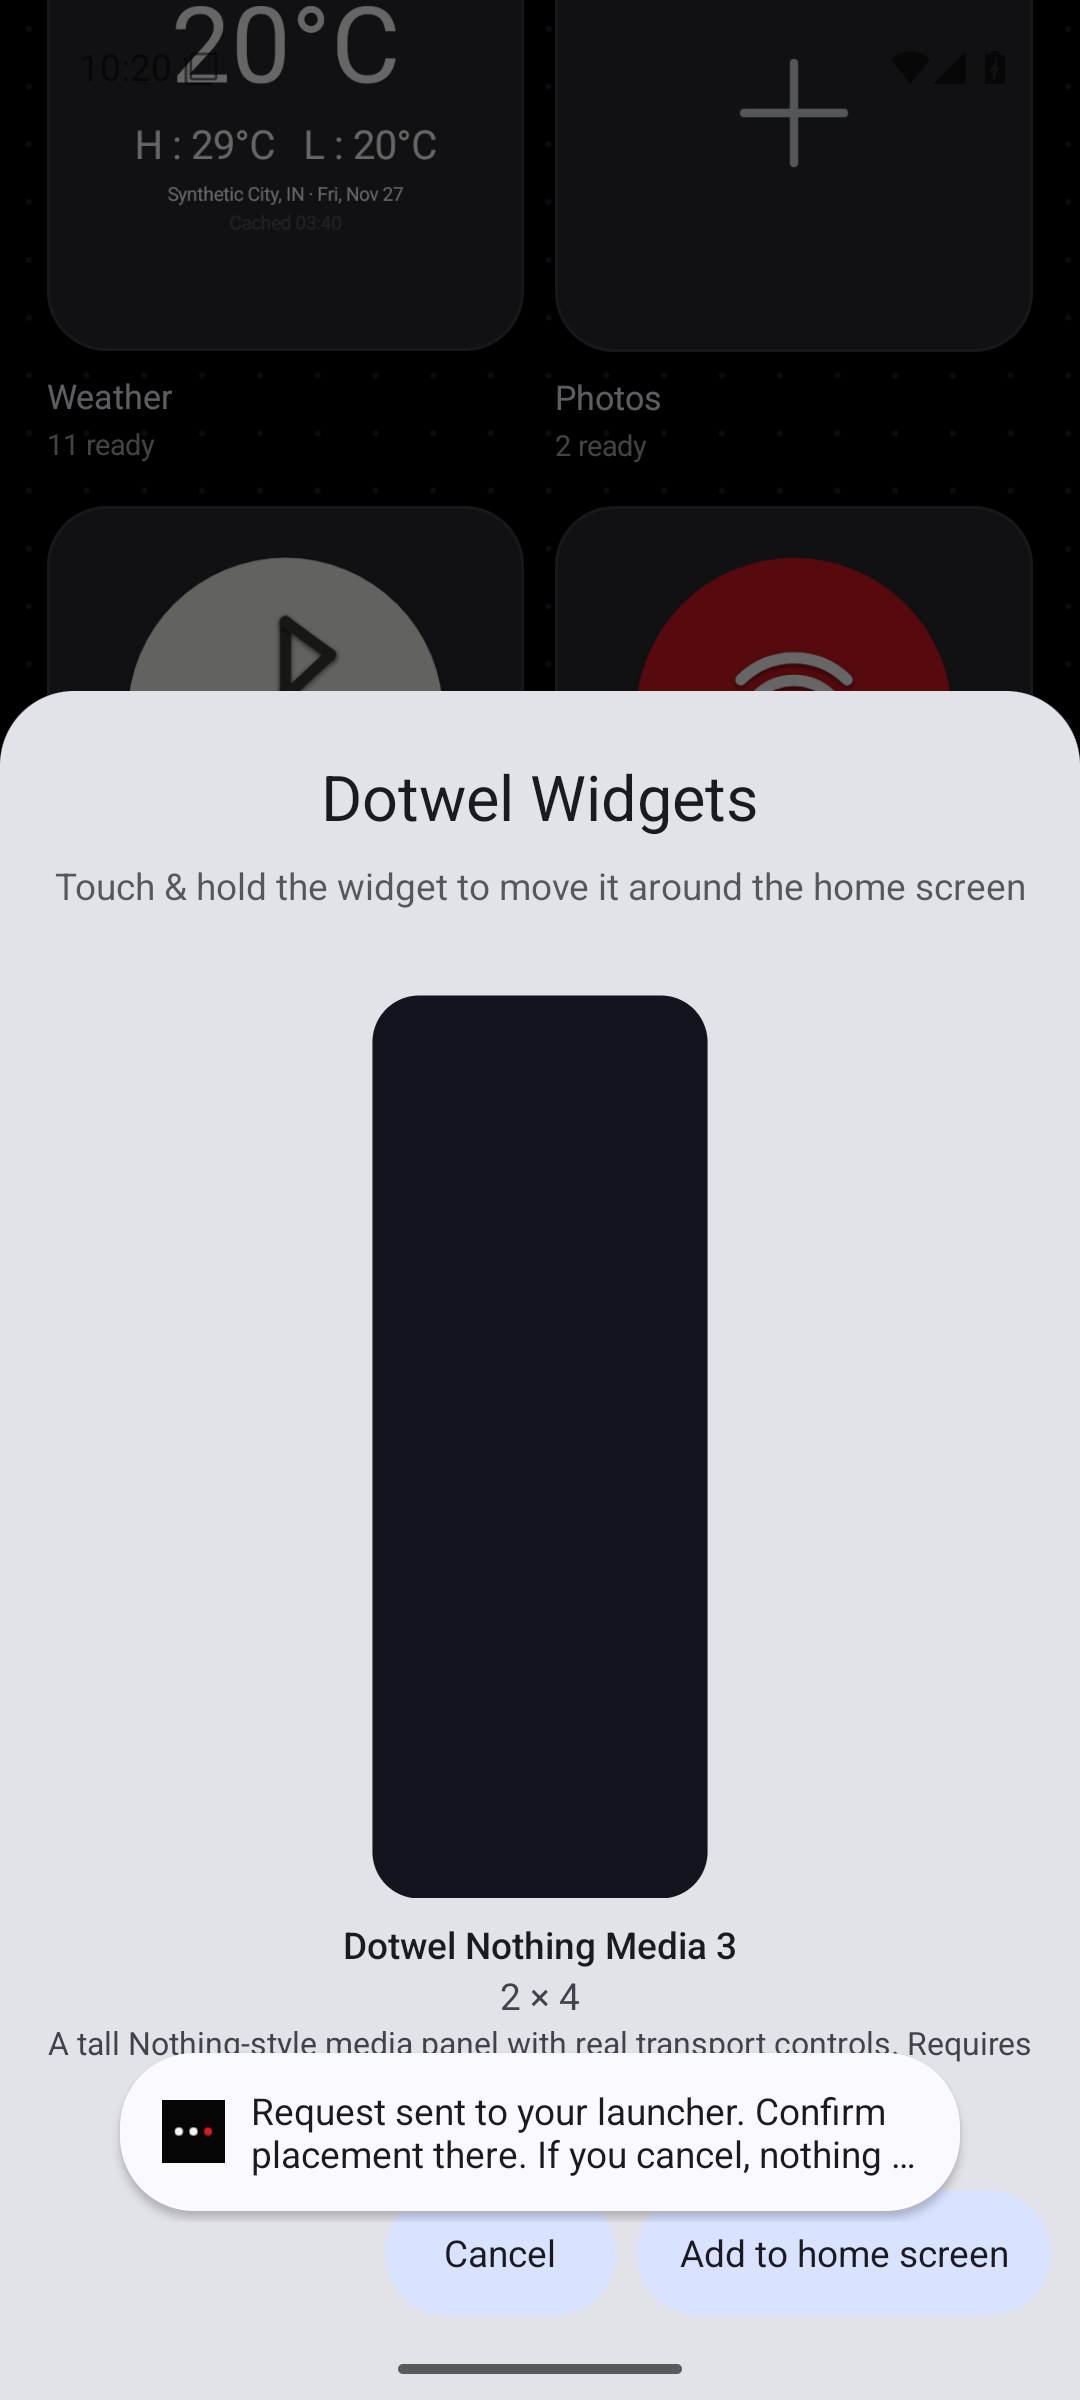 20°C
10:20
H : 29°C L : 20°C
Synthetic City, IN · Fri, Nov 27
Cached 03:40
Weather
11 ready
Photos
2 ready
Dotwel Widgets
Touch & hold the widget to move it around the home screen
Dotwel Nothing Media 3
2 × 4
A tall Nothing-style media panel with real transport controls. Requires
Request sent to your launcher. Confirm
placement there. If you cancel, nothing ...
Cancel
Add to home screen